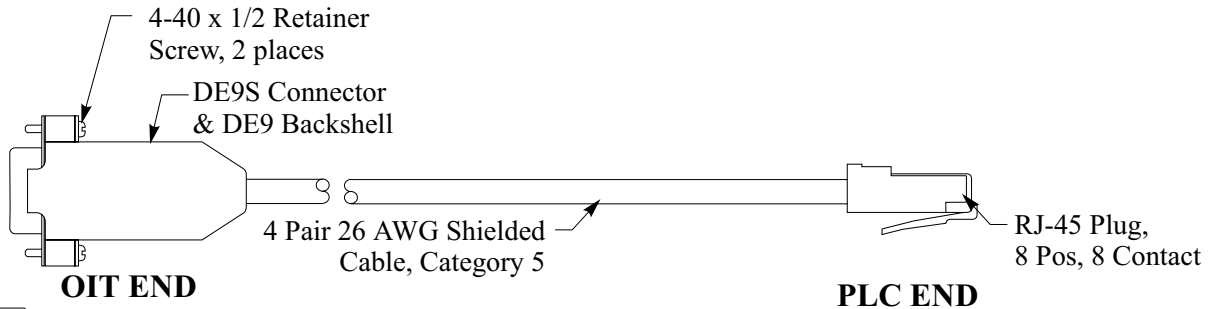 4-40 x 1/2 Retainer
Screw, 2 places
DE9S Connector
& DE9 Backshell
4 Pair 26 AWG Shielded
Cable, Category 5
RJ-45 Plug,
8 Pos, 8 Contact
OIT END
PLC END